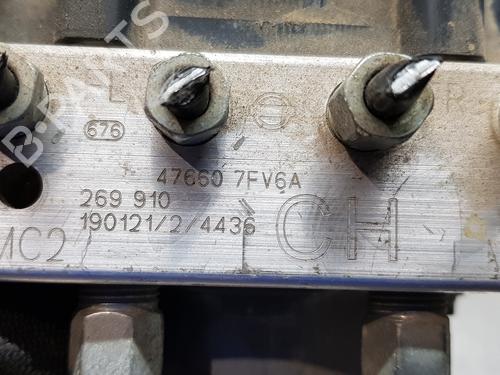 B-PARTS
L
R
676
47660 7FV6A
269 910
190121/2/4436
CH
MC2